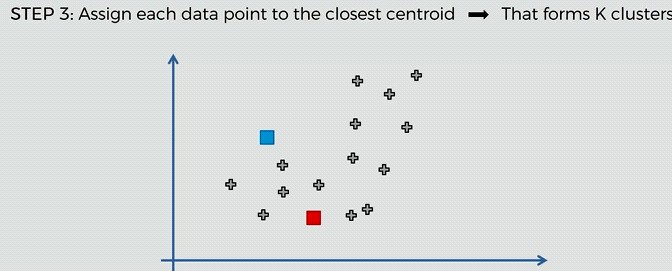 STEP 3: Assign each data point to the closest centroid ➡ That forms K clusters